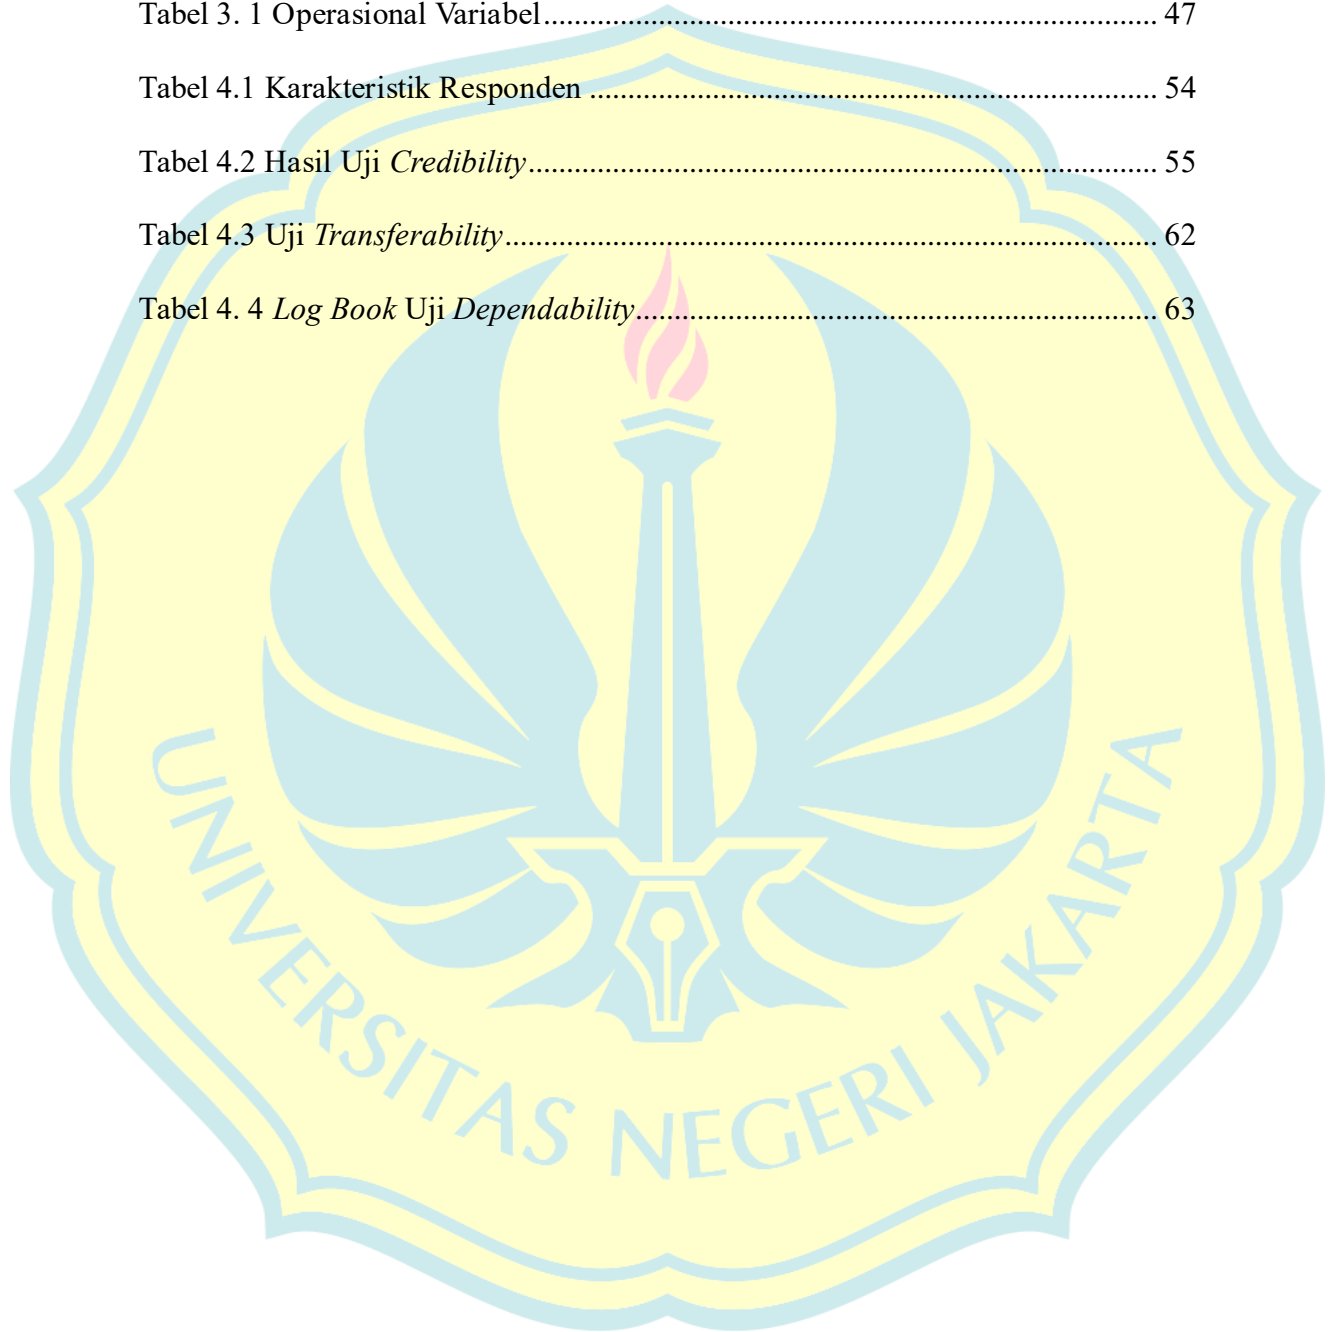 Tabel 3. 1 Operasional Variabel................................................................................ 47
Tabel 4.1 Karakteristik Responden .......................................................................... 54
Tabel 4.2 Hasil Uji Credibility.................................................................................. 55
Tabel 4.3 Uji Transferability..................................................................................... 62
Tabel 4. 4 Log Book Uji Dependability.................................................................... 63
UNIVERSITAS NEGERI JAKARTA